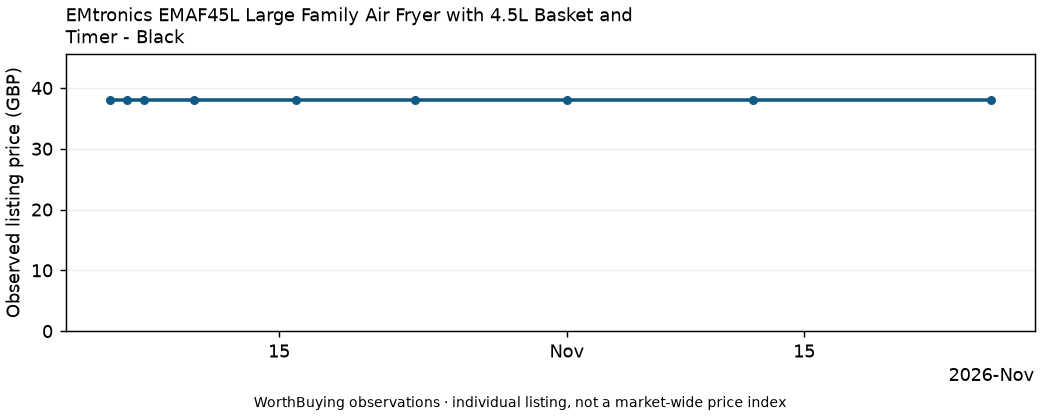 EMtronics EMAF45L Large Family Air Fryer with 4.5L Basket and
Timer - Black
Observed listing price (GBP)
40
30
20
10
0
15
Nov
15
2026-Nov
WorthBuying observations · individual listing, not a market-wide price index